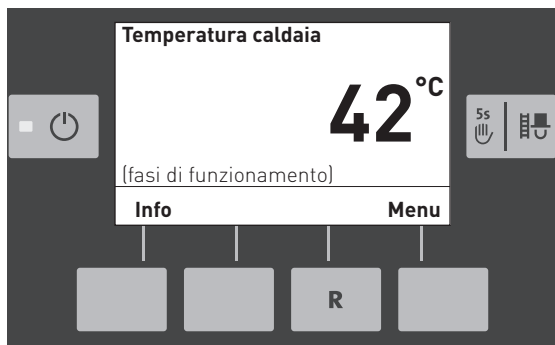 Temperatura caldaia
42°C
5s
(fasi di funzionamento)
Info Menu
R